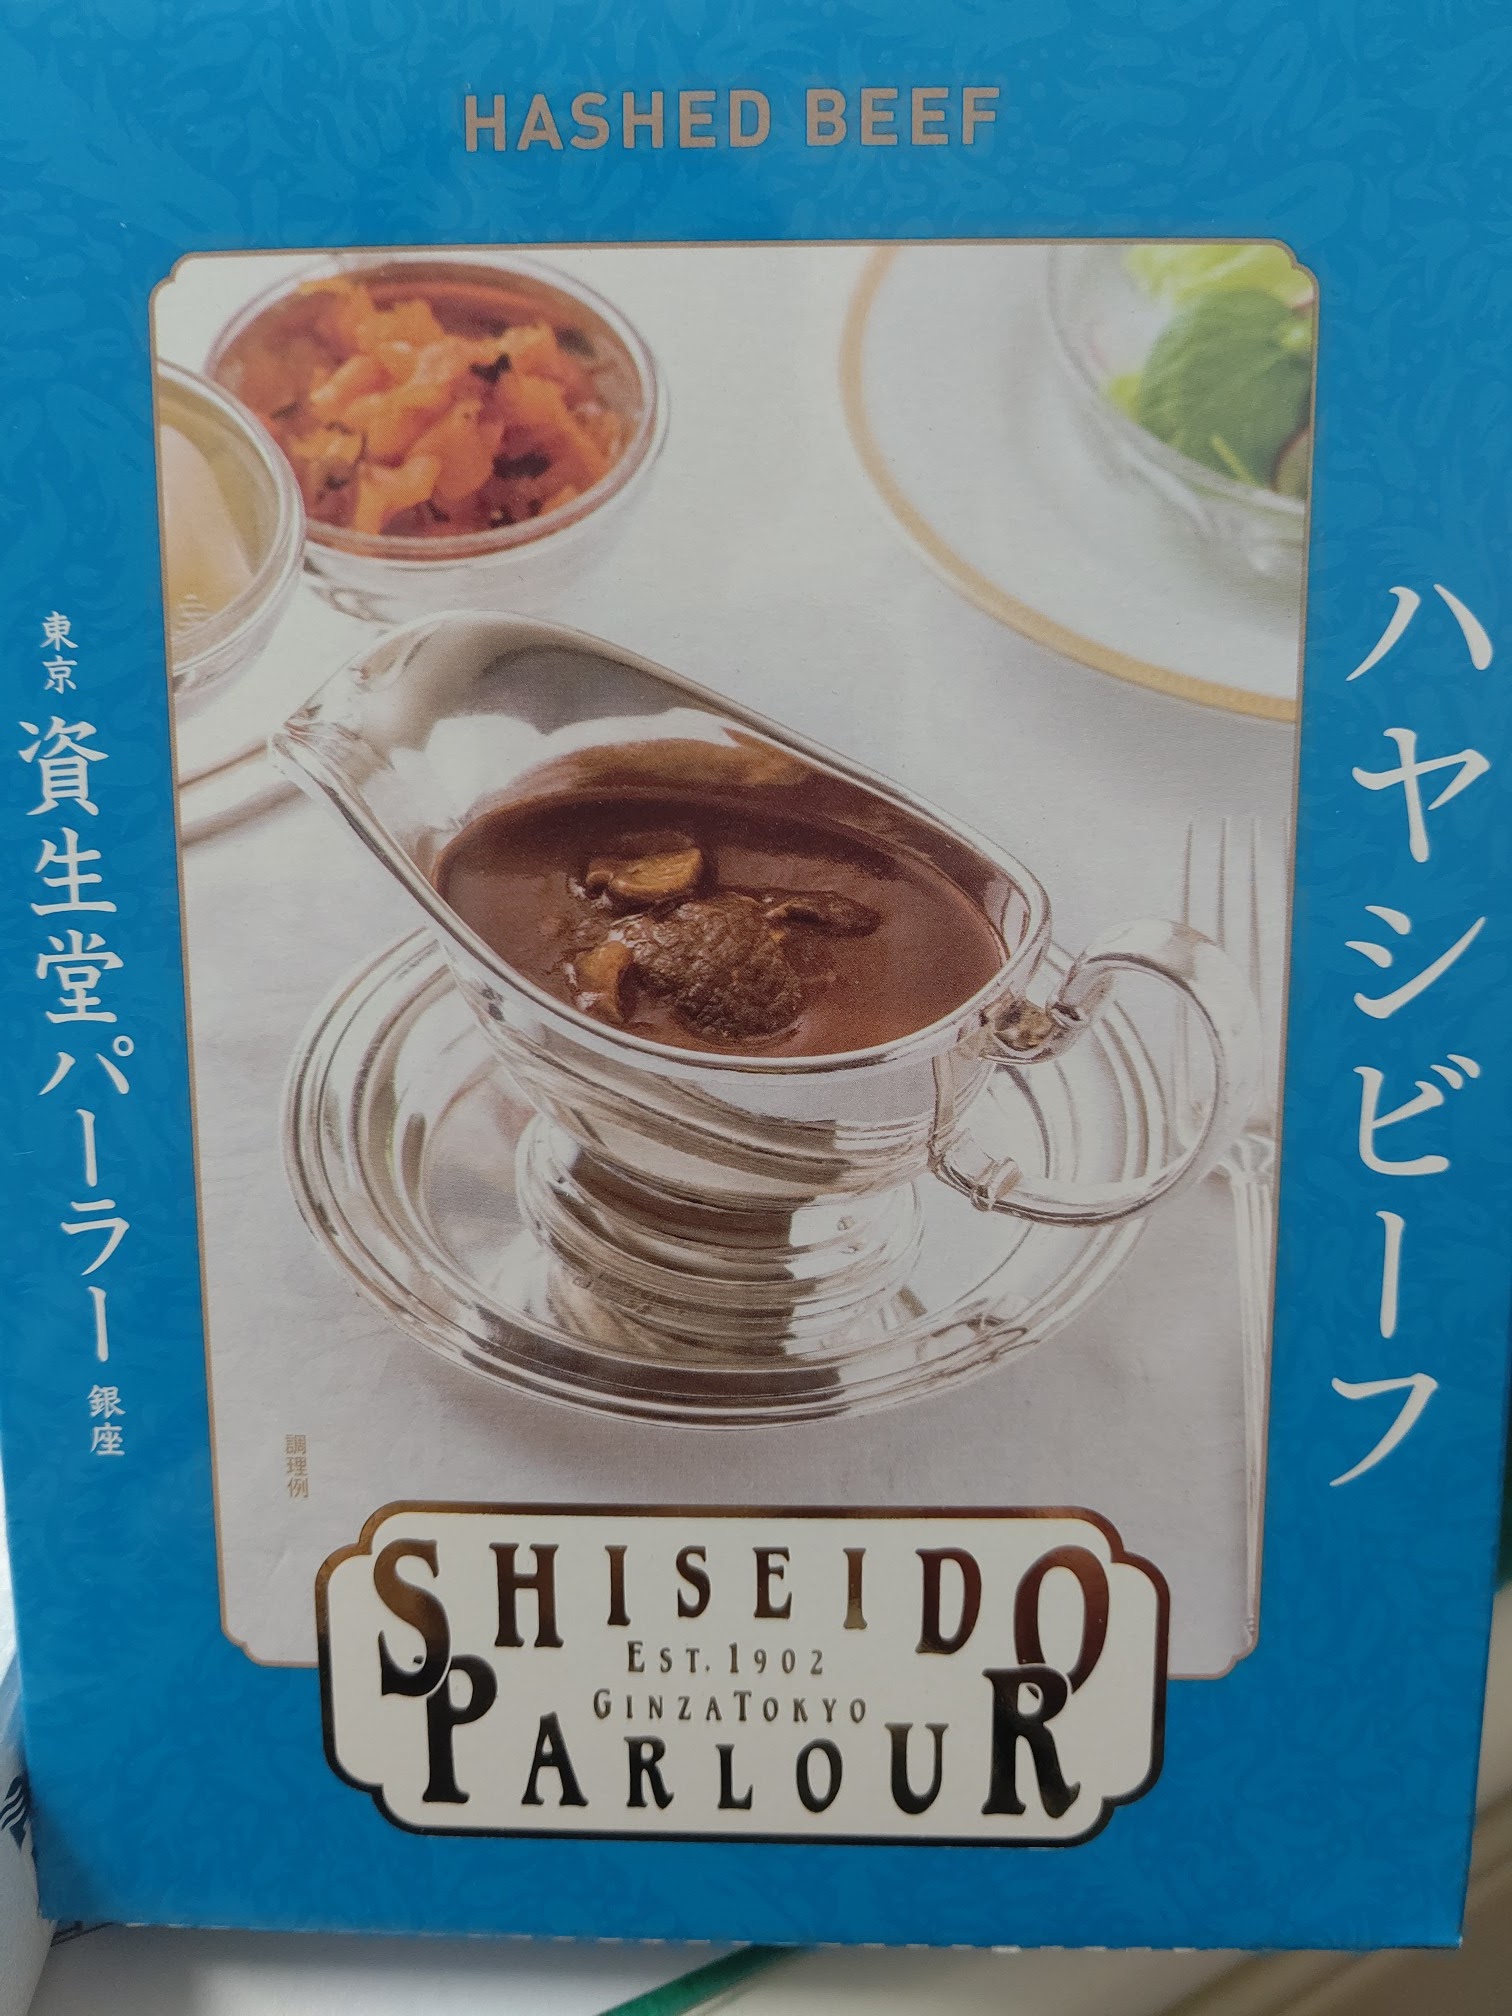 HASHED BEEF
ハヤシビーフ
東京 資生堂パーラー 銀座
調理例
SHISEIDO
EST. 1902
GINZA TOKYO
PARLOUR